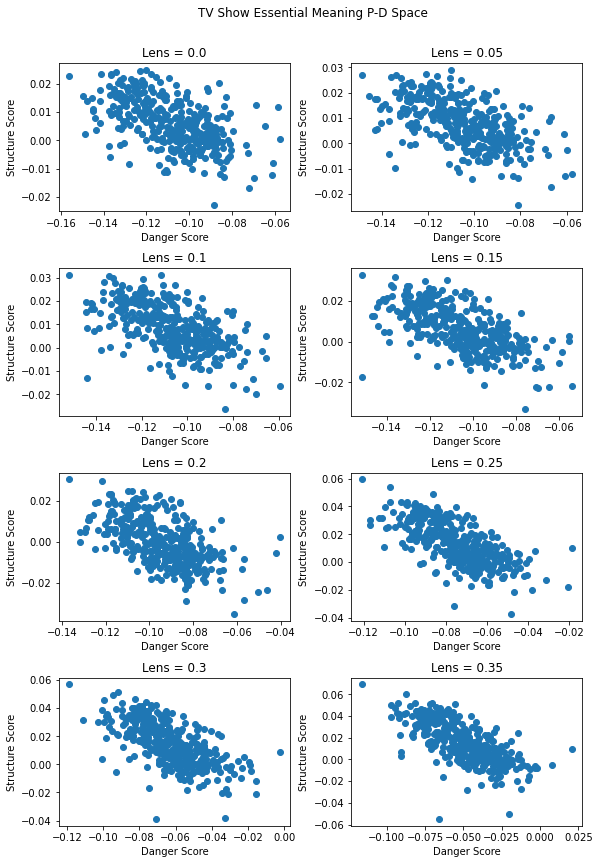 TV Show Essential Meaning P-D Space
Lens = 0.0
Structure Score
0.02
0.01
0.00
−0.01
−0.02
−0.16 −0.14 −0.12 −0.10 −0.08 −0.06
Danger Score
Lens = 0.05
Structure Score
0.03
0.02
0.01
0.00
−0.01
−0.02
−0.14 −0.12 −0.10 −0.08 −0.06
Danger Score
Lens = 0.1
Structure Score
0.03
0.02
0.01
0.00
−0.01
−0.02
−0.14 −0.12 −0.10 −0.08 −0.06
Danger Score
Lens = 0.15
Structure Score
0.02
0.00
−0.02
−0.14 −0.12 −0.10 −0.08 −0.06
Danger Score
Lens = 0.2
Structure Score
0.02
0.00
−0.02
−0.14 −0.12 −0.10 −0.08 −0.06 −0.04
Danger Score
Lens = 0.25
Structure Score
0.06
0.04
0.02
0.00
−0.02
−0.04
−0.12 −0.10 −0.08 −0.06 −0.04 −0.02
Danger Score
Lens = 0.3
Structure Score
0.06
0.04
0.02
0.00
−0.02
−0.04
−0.12 −0.10 −0.08 −0.06 −0.04 −0.02 0.00
Danger Score
Lens = 0.35
Structure Score
0.06
0.04
0.02
0.00
−0.02
−0.04
−0.06
−0.100 −0.075 −0.050 −0.025 0.000 0.025
Danger Score